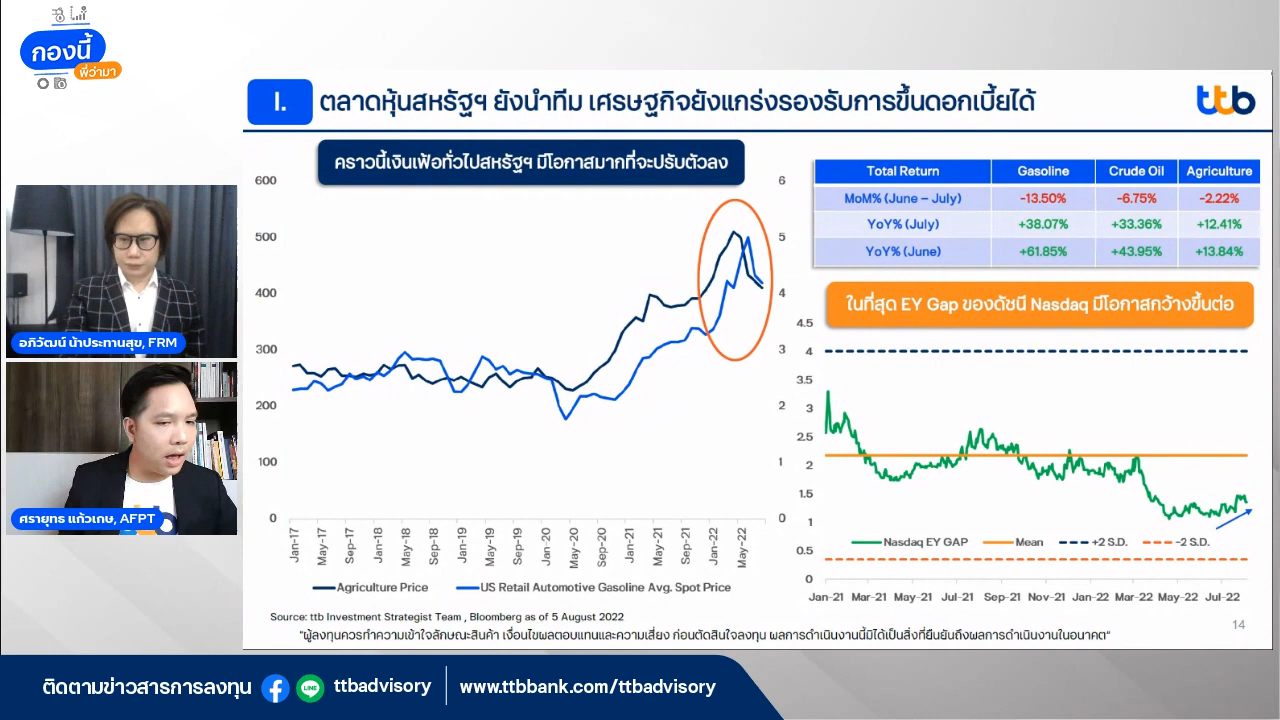 กองนี้
พี่ว่ามา
I.
ตลาดหุ้นสหรัฐฯ ยังนำทีม เศรษฐกิจยังแกร่งรองรับการขึ้นดอกเบี้ยได้
ttb
คราวนี้เงินเฟ้อทั่วไปสหรัฐฯ มีโอกาสมากที่จะปรับตัวลง
600
500
400
300
200
100
0
6
5
4
3
2
1
0
Jan-17
May-17
Sep-17
Jan-18
May-18
Sep-18
Jan-19
May-19
Sep-19
Jan-20
May-20
Sep-20
Jan-21
May-21
Sep-21
Jan-22
May-22
Agriculture Price
US Retail Automotive Gasoline Avg. Spot Price
Total Return Gasoline Crude Oil Agriculture
MoM% (June – July) -13.50% -6.75% -2.22%
YoY% (July) +38.07% +33.36% +12.41%
YoY% (June) +61.85% +43.95% +13.84%
ในที่สุด EY Gap ของดัชนี Nasdaq มีโอกาสกว้างขึ้นต่อ
4.5
4
3.5
3
2.5
2
1.5
1
0.5
0
Nasdaq EY GAP Mean +2 S.D. -2 S.D.
Jan-21 Mar-21 May-21 Jul-21 Sep-21 Nov-21 Jan-22 Mar-22 May-22 Jul-22
Source: ttb Investment Strategist Team , Bloomberg as of 5 August 2022
"ผู้ลงทุนควรทำความเข้าใจลักษณะสินค้า เงื่อนไขผลตอบแทนและความเสี่ยง ก่อนตัดสินใจลงทุน ผลการดำเนินงานนี้มิได้เป็นสิ่งที่ยืนยันถึงผลการดำเนินงานในอนาคต"
14
อภิวัฒน์ น้าประทานสุข, FRM
ศรายุทธ แก้วเกษ, AFPT
ติดตามข่าวสารการลงทุน LINE ttbadvisory www.ttbbank.com/ttbadvisory